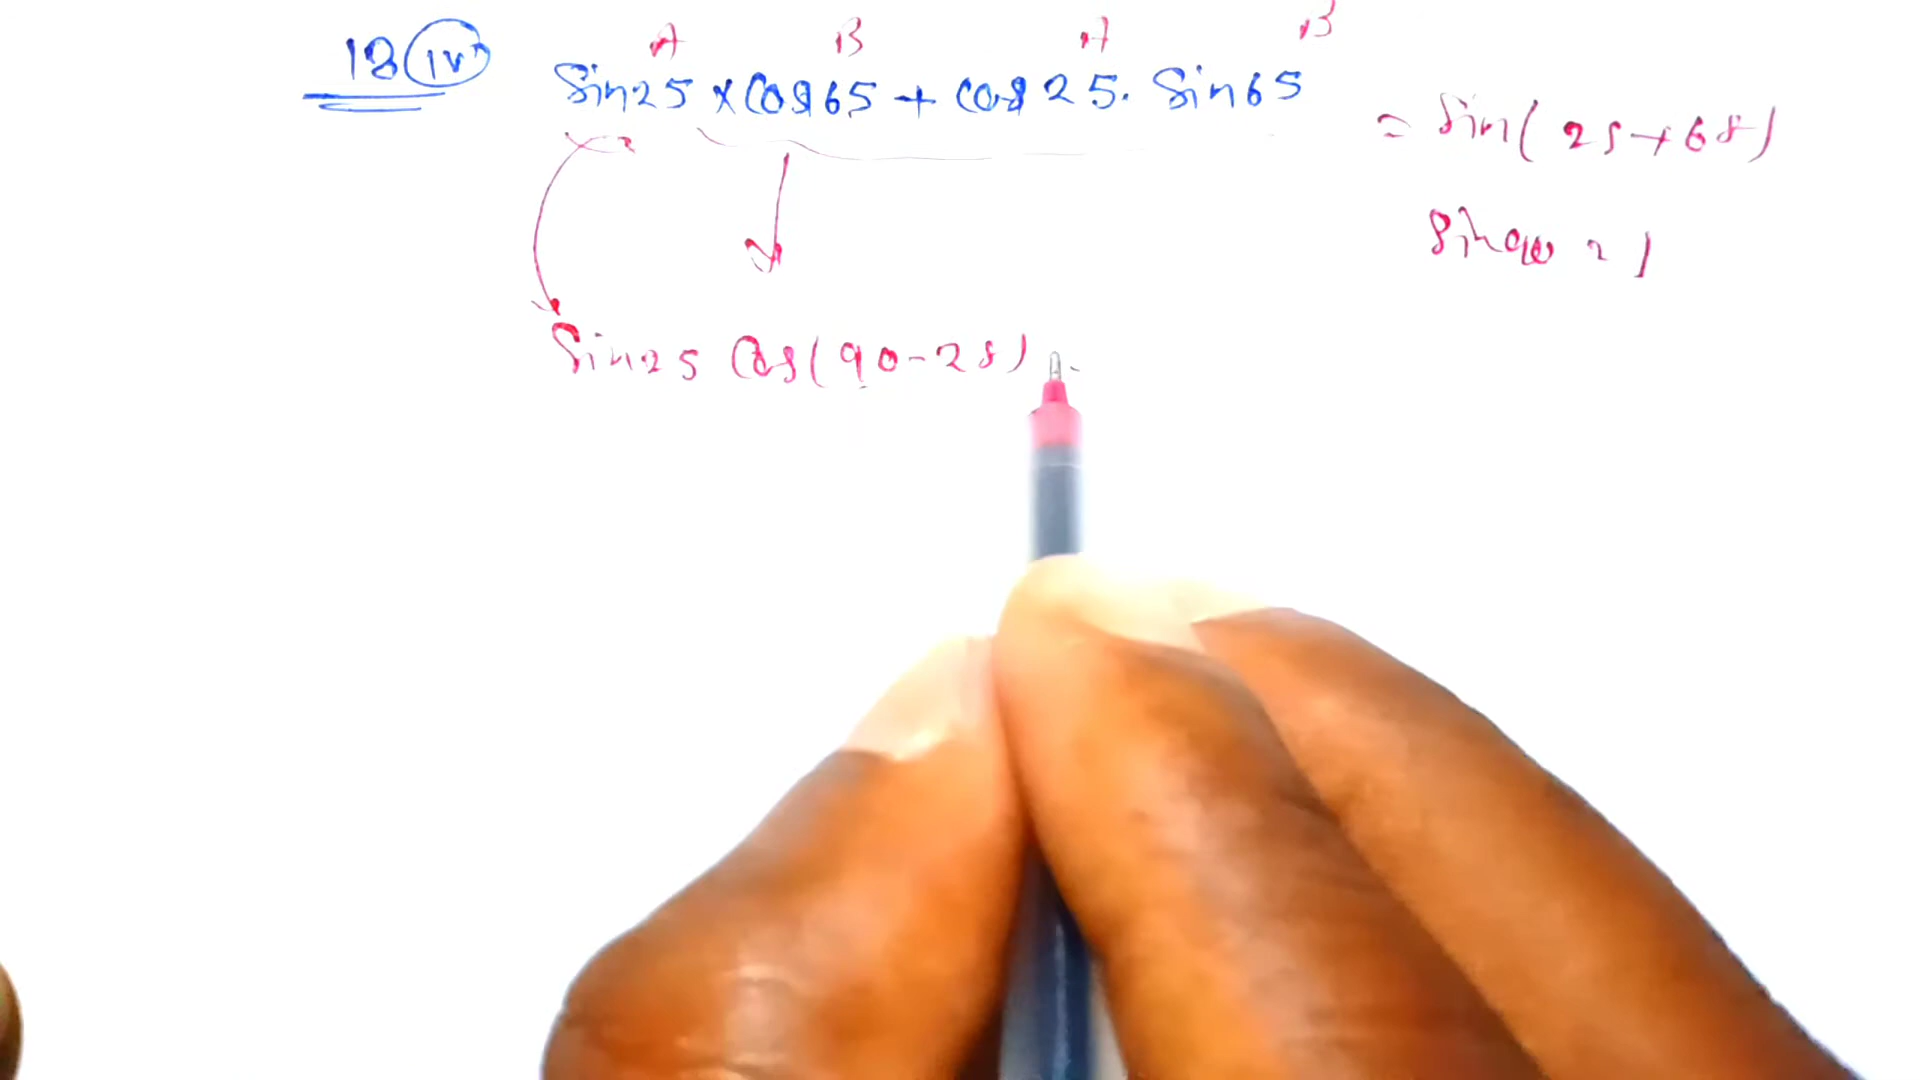 18 (iv)
A B A B
Sin25 × Cos65 + Cos25. Sin65
= Sin(25+65)
Sin90 = 1
Sin25 Cos(90-25)